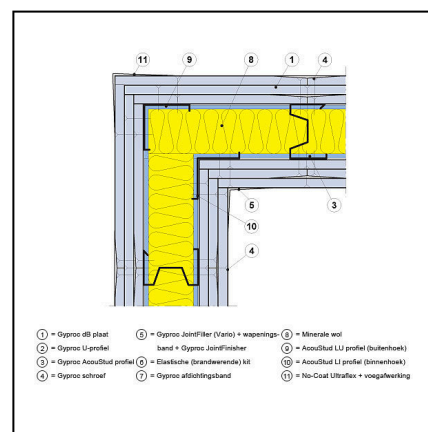 11 9 8 1 4
5 3
10
4
1 = Gyproc dB plaat
2 = Gyproc U-profiel
3 = Gyproc AcouStud profiel
4 = Gyproc schroef
5 = Gyproc JointFiller (Vario) + wapenings-
band + Gyproc JointFinisher
6 = Elastische (brandwerende) kit
7 = Gyproc afdichtingsband
8 = Minerale wol
9 = AcouStud LU profiel (buitenhoek)
10 = AcouStud LI profiel (binnenhoek)
11 = No-Coat Ultraflex + voegafwerking